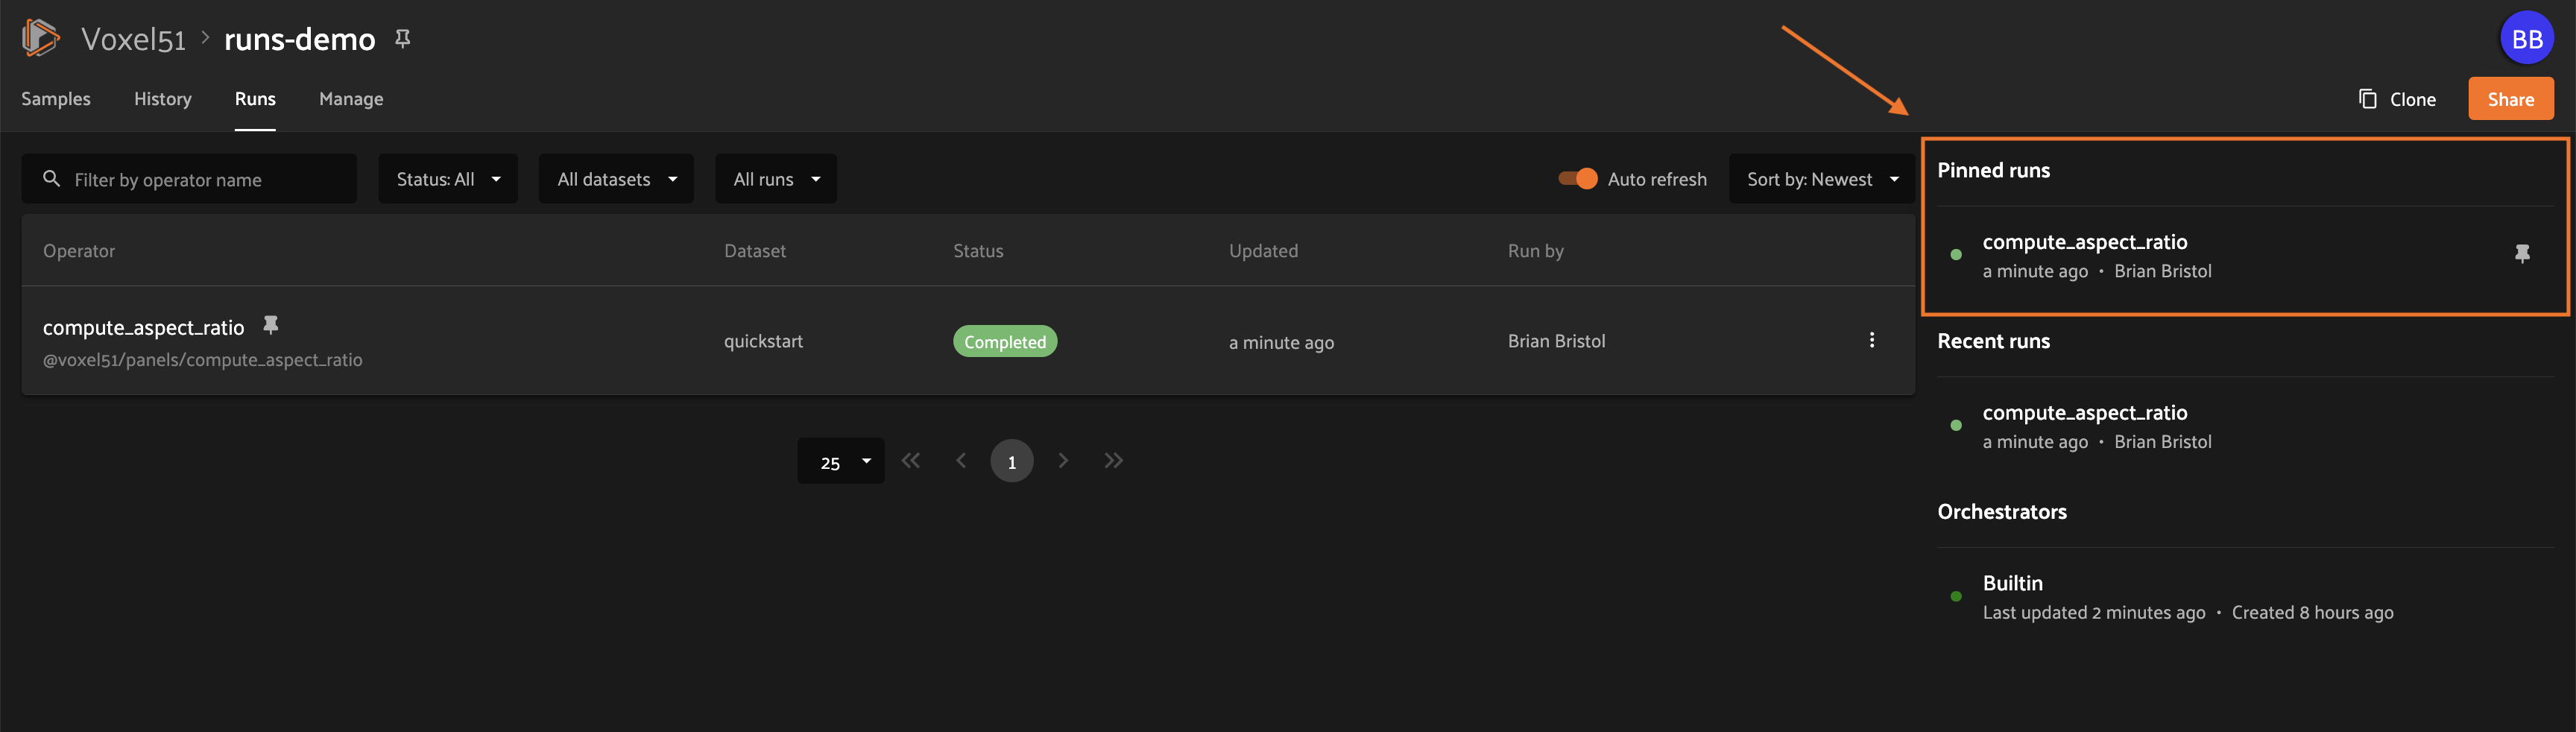 Voxel51 > runs-demo
BB
Samples History Runs Manage
Clone Share
Filter by operator name Status: All All datasets All runs Auto refresh Sort by: Newest
Operator Dataset Status Updated Run by
compute_aspect_ratio
@voxel51/panels/compute_aspect_ratio
quickstart Completed a minute ago Brian Bristol
25 1
Pinned runs
compute_aspect_ratio
a minute ago • Brian Bristol
Recent runs
compute_aspect_ratio
a minute ago • Brian Bristol
Orchestrators
Builtin
Last updated 2 minutes ago • Created 8 hours ago